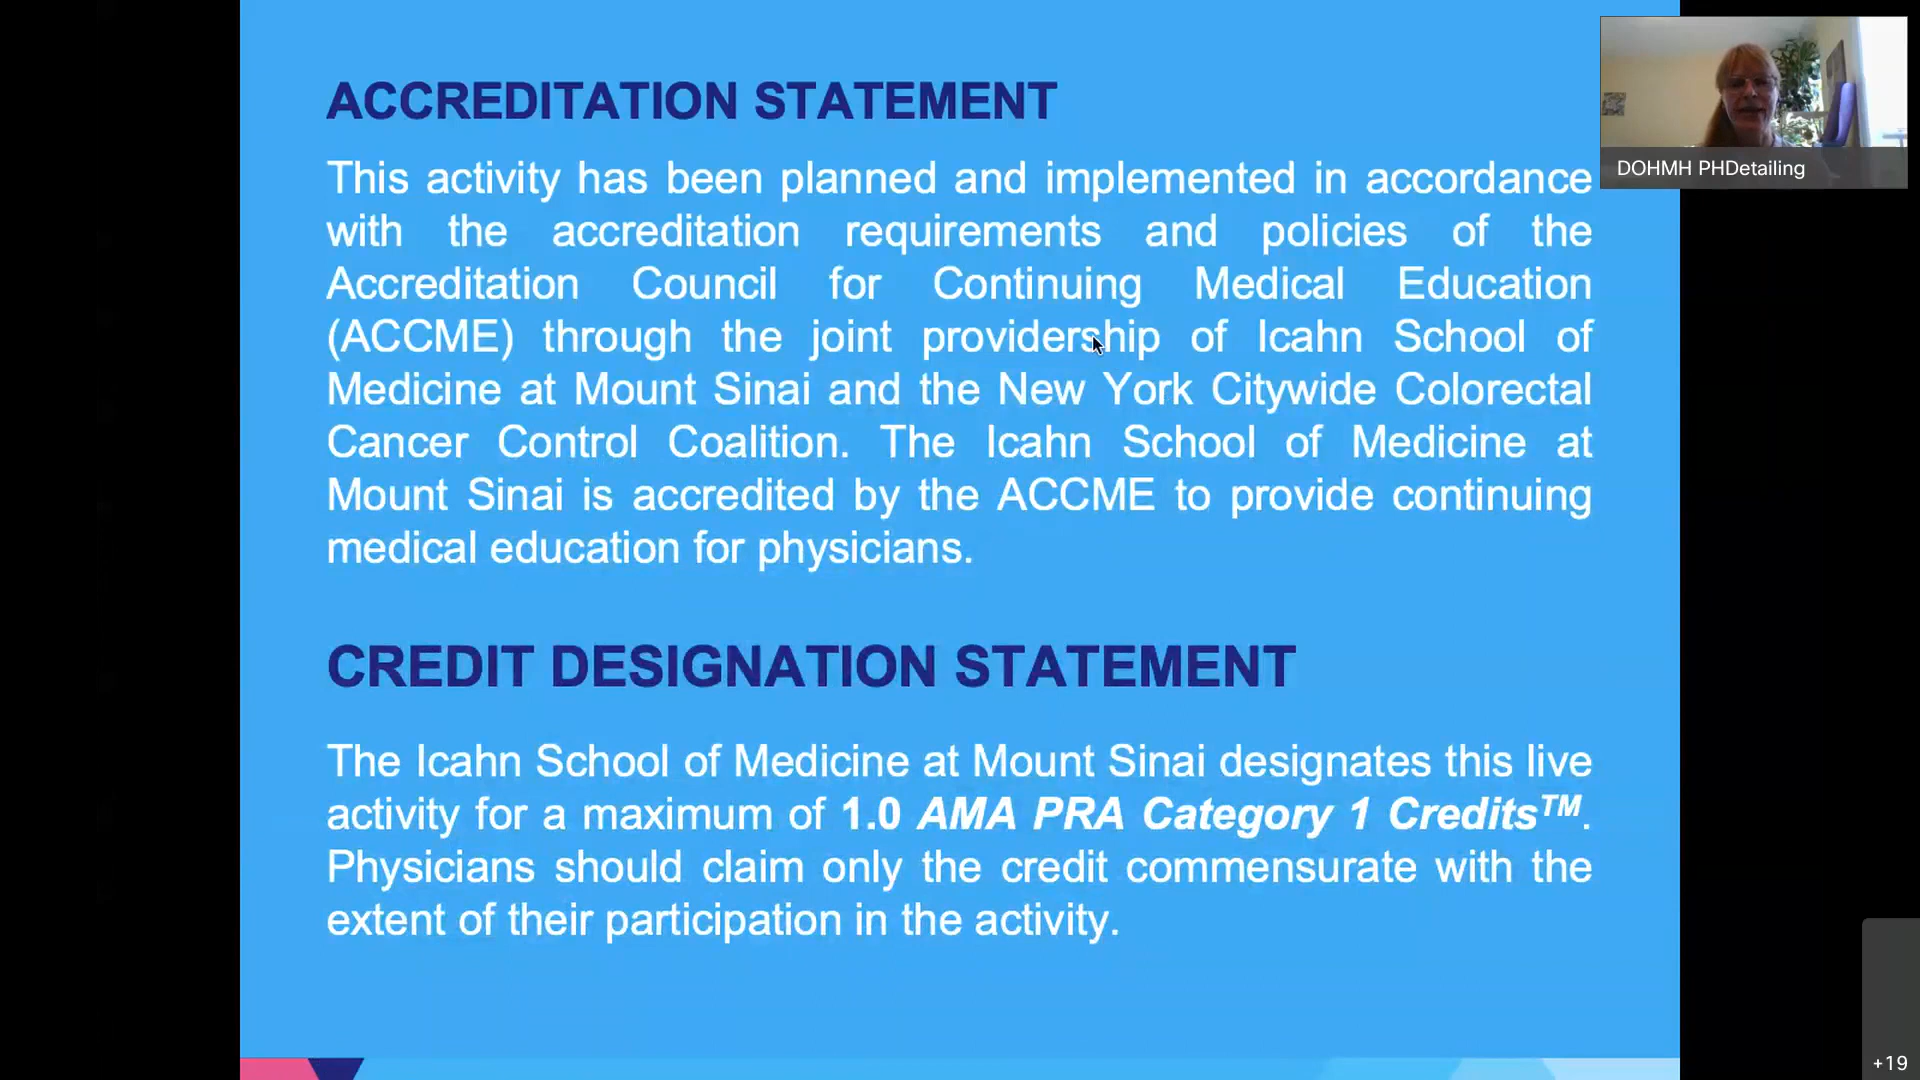 ACCREDITATION STATEMENT
This activity has been planned and implemented in accordance
with the accreditation requirements and policies of the
Accreditation Council for Continuing Medical Education
(ACCME) through the joint providership of Icahn School of
Medicine at Mount Sinai and the New York Citywide Colorectal
Cancer Control Coalition. The Icahn School of Medicine at
Mount Sinai is accredited by the ACCME to provide continuing
medical education for physicians.
CREDIT DESIGNATION STATEMENT
The Icahn School of Medicine at Mount Sinai designates this live
activity for a maximum of 1.0 AMA PRA Category 1 Credits™.
Physicians should claim only the credit commensurate with the
extent of their participation in the activity.
DOHMH PHDetailing
+19